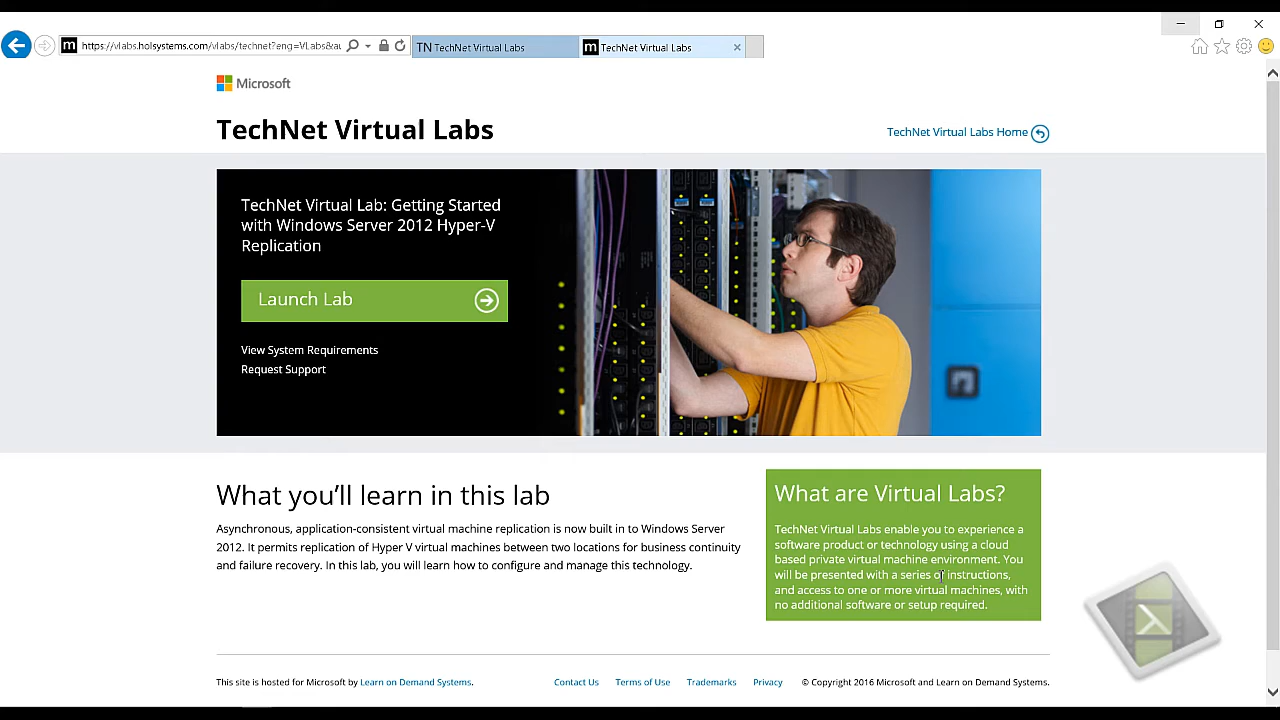 m https://vlabs.holsystems.com/vlabs/technet?eng=VLabs&au
TN TechNet Virtual Labs
m TechNet Virtual Labs
Microsoft
TechNet Virtual Labs
TechNet Virtual Labs Home
TechNet Virtual Lab: Getting Started
with Windows Server 2012 Hyper-V
Replication
Launch Lab
View System Requirements
Request Support
What you'll learn in this lab
Asynchronous, application-consistent virtual machine replication is now built in to Windows Server
2012. It permits replication of Hyper V virtual machines between two locations for business continuity
and failure recovery. In this lab, you will learn how to configure and manage this technology.
What are Virtual Labs?
TechNet Virtual Labs enable you to experience a
software product or technology using a cloud
based private virtual machine environment. You
will be presented with a series of instructions,
and access to one or more virtual machines, with
no additional software or setup required.
This site is hosted for Microsoft by Learn on Demand Systems.
Contact Us
Terms of Use
Trademarks
Privacy
© Copyright 2016 Microsoft and Learn on Demand Systems.